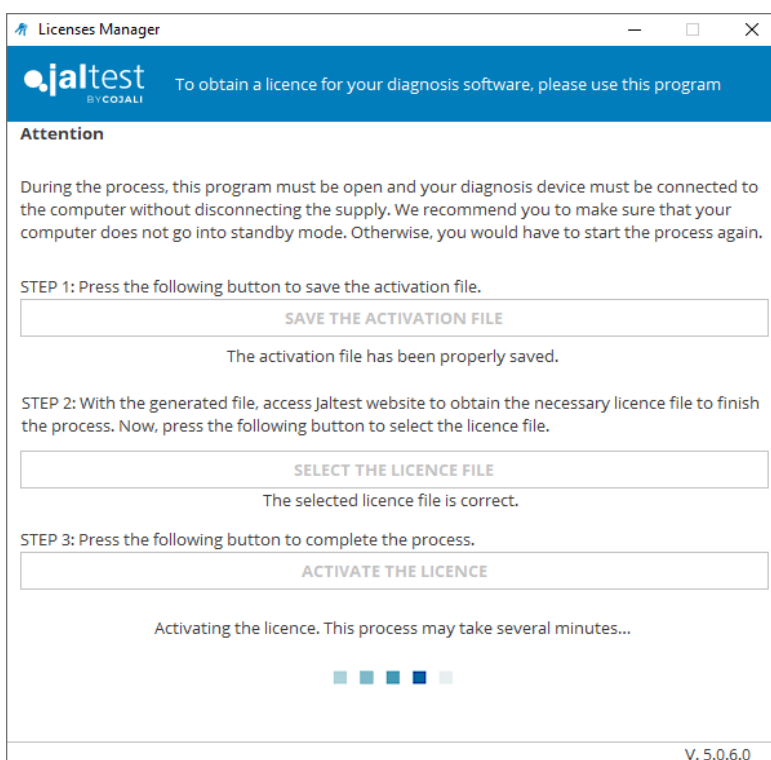 Licenses Manager
jaltest
BYCOJALI
To obtain a licence for your diagnosis software, please use this program
Attention
During the process, this program must be open and your diagnosis device must be connected to
the computer without disconnecting the supply. We recommend you to make sure that your
computer does not go into standby mode. Otherwise, you would have to start the process again.
STEP 1: Press the following button to save the activation file.
SAVE THE ACTIVATION FILE
The activation file has been properly saved.
STEP 2: With the generated file, access Jaltest website to obtain the necessary licence file to finish
the process. Now, press the following button to select the licence file.
SELECT THE LICENCE FILE
The selected licence file is correct.
STEP 3: Press the following button to complete the process.
ACTIVATE THE LICENCE
Activating the licence. This process may take several minutes...
V. 5.0.6.0